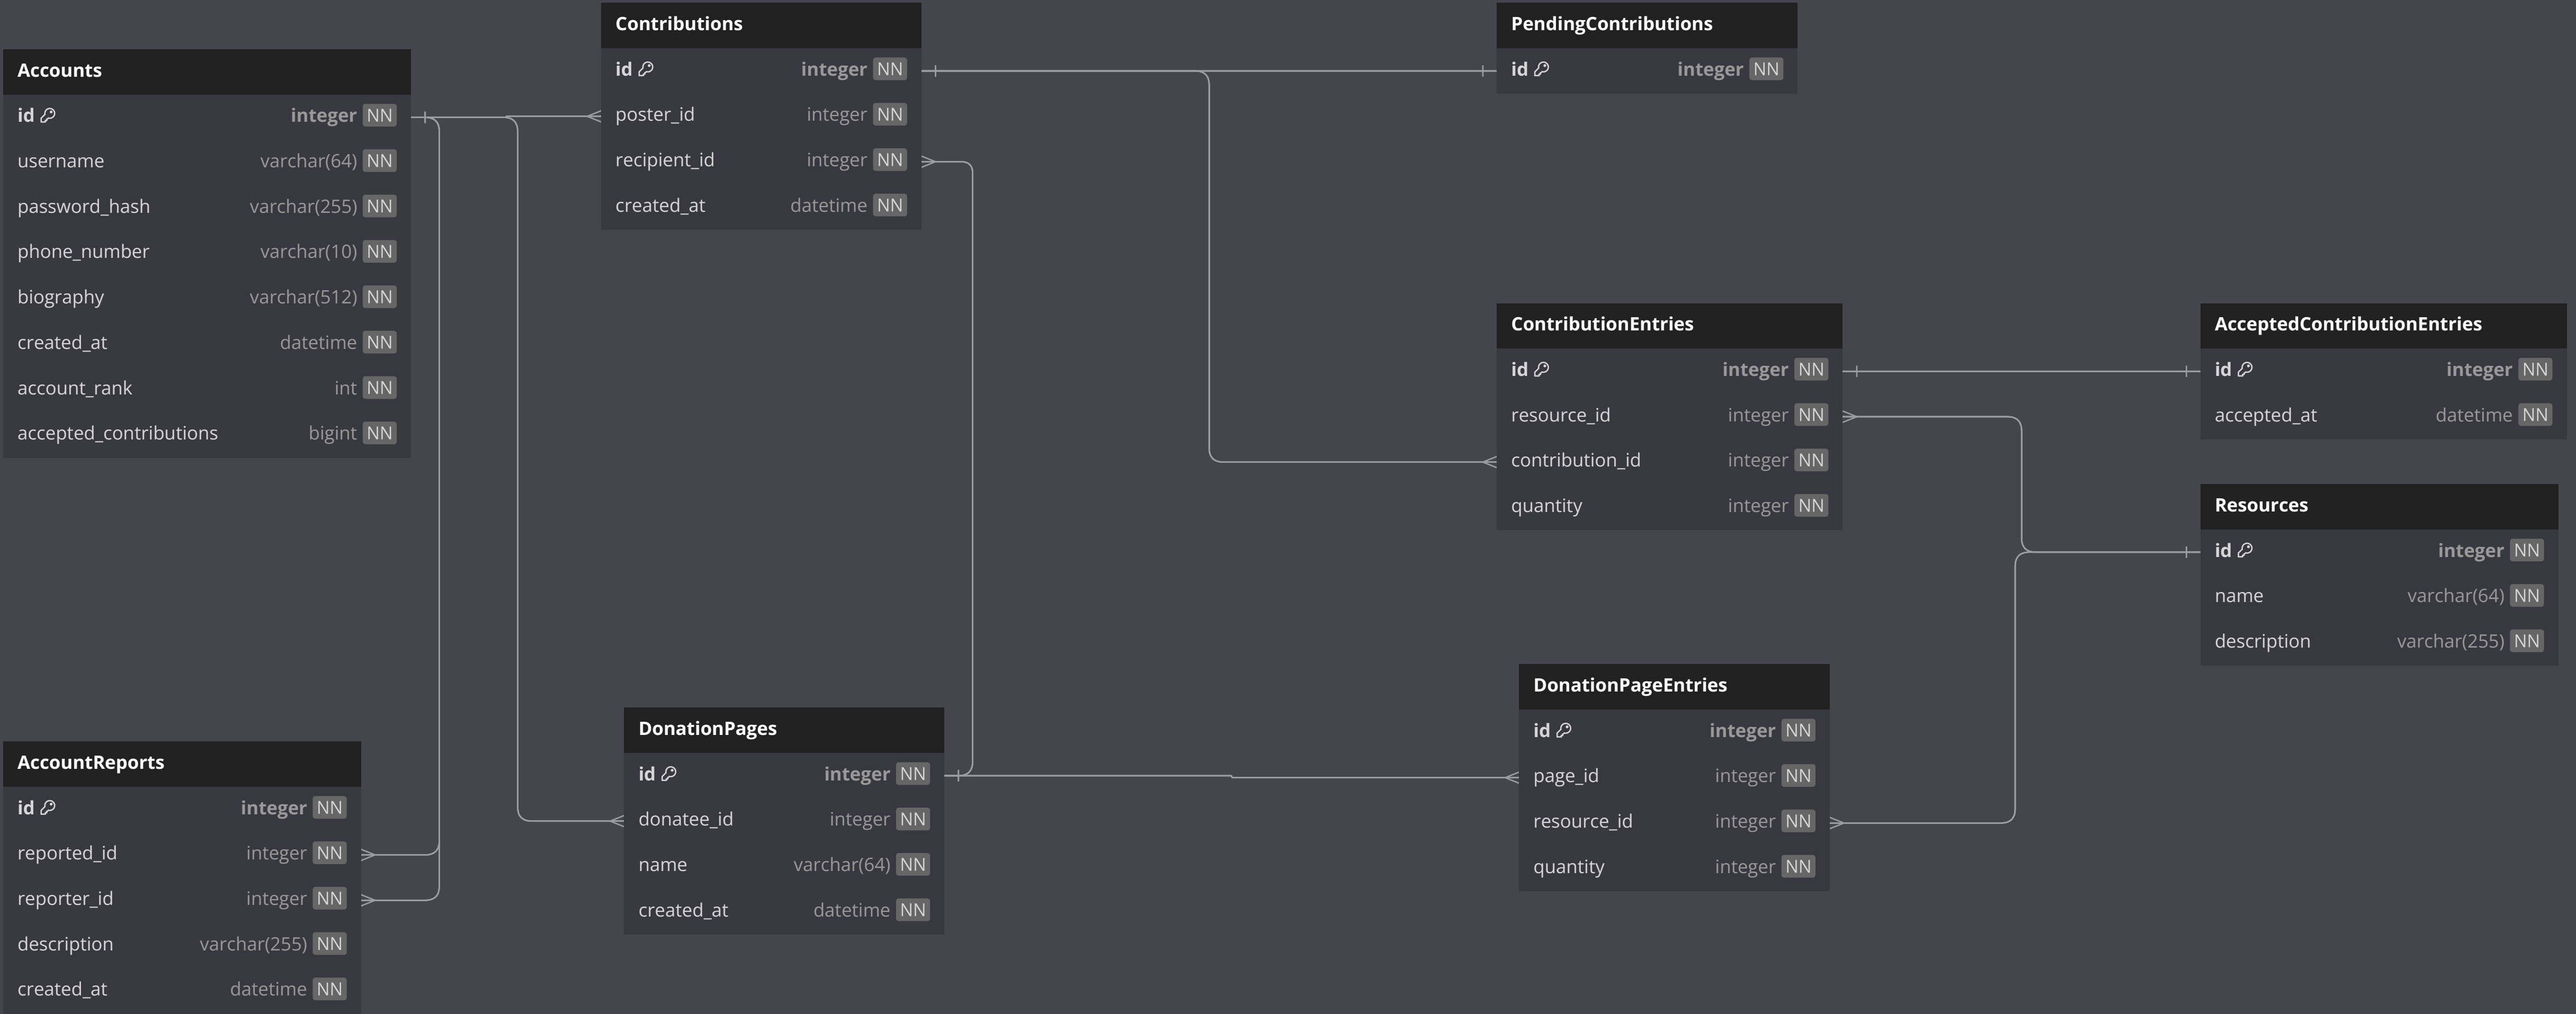 Accounts
id integer NN
username varchar(64) NN
password_hash varchar(255) NN
phone_number varchar(10) NN
biography varchar(512) NN
created_at datetime NN
account_rank int NN
accepted_contributions bigint NN
Contributions
id integer NN
poster_id integer NN
recipient_id integer NN
created_at datetime NN
PendingContributions
id integer NN
ContributionEntries
id integer NN
resource_id integer NN
contribution_id integer NN
quantity integer NN
AcceptedContributionEntries
id integer NN
accepted_at datetime NN
Resources
id integer NN
name varchar(64) NN
description varchar(255) NN
AccountReports
id integer NN
reported_id integer NN
reporter_id integer NN
description varchar(255) NN
created_at datetime NN
DonationPages
id integer NN
donatee_id integer NN
name varchar(64) NN
created_at datetime NN
DonationPageEntries
id integer NN
page_id integer NN
resource_id integer NN
quantity integer NN